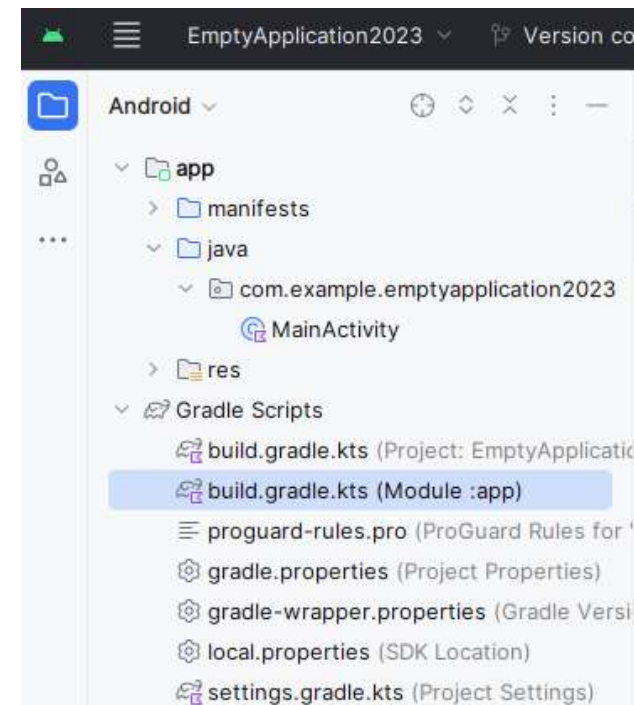 EmptyApplication2023 Version co
Android
app
manifests
java
com.example.emptyapplication2023
MainActivity
res
Gradle Scripts
build.gradle.kts (Project: EmptyApplicatio
build.gradle.kts (Module :app)
proguard-rules.pro (ProGuard Rules for '
gradle.properties (Project Properties)
gradle-wrapper.properties (Gradle Versi
local.properties (SDK Location)
settings.gradle.kts (Project Settings)